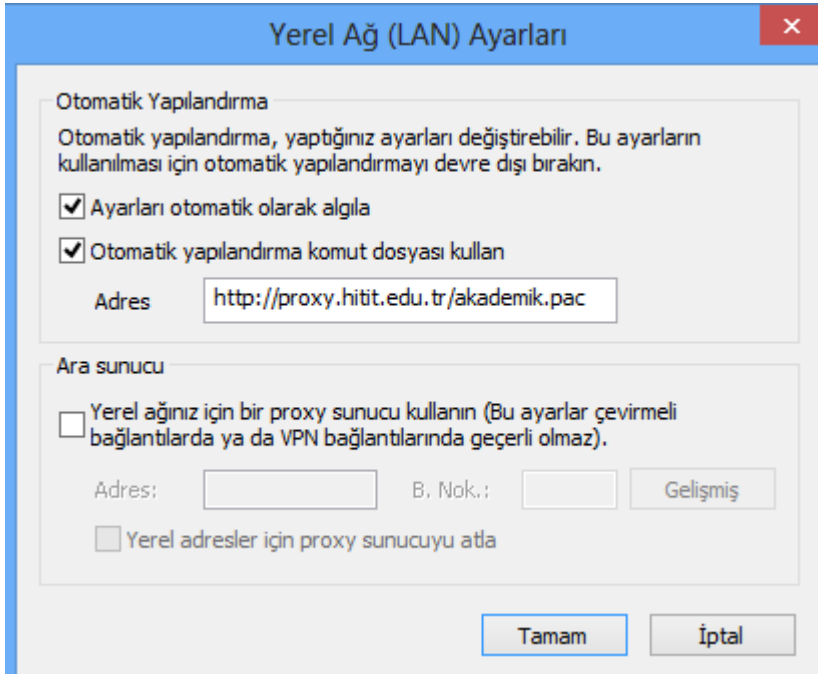 Yerel Ağ (LAN) Ayarları
Otomatik Yapılandırma
Otomatik yapılandırma, yaptığınız ayarları değiştirebilir. Bu ayarların
kullanılması için otomatik yapılandırmayı devre dışı bırakın.
Ayarları otomatik olarak algıla
Otomatik yapılandırma komut dosyası kullan
Adres http://proxy.hitit.edu.tr/akademik.pac
Ara sunucu
Yerel ağınız için bir proxy sunucu kullanın (Bu ayarlar çevirmeli
bağlantılarda ya da VPN bağlantılarında geçerli olmaz).
Adres: B. Nok.: Gelişmiş
Yerel adresler için proxy sunucuyu atla
Tamam İptal